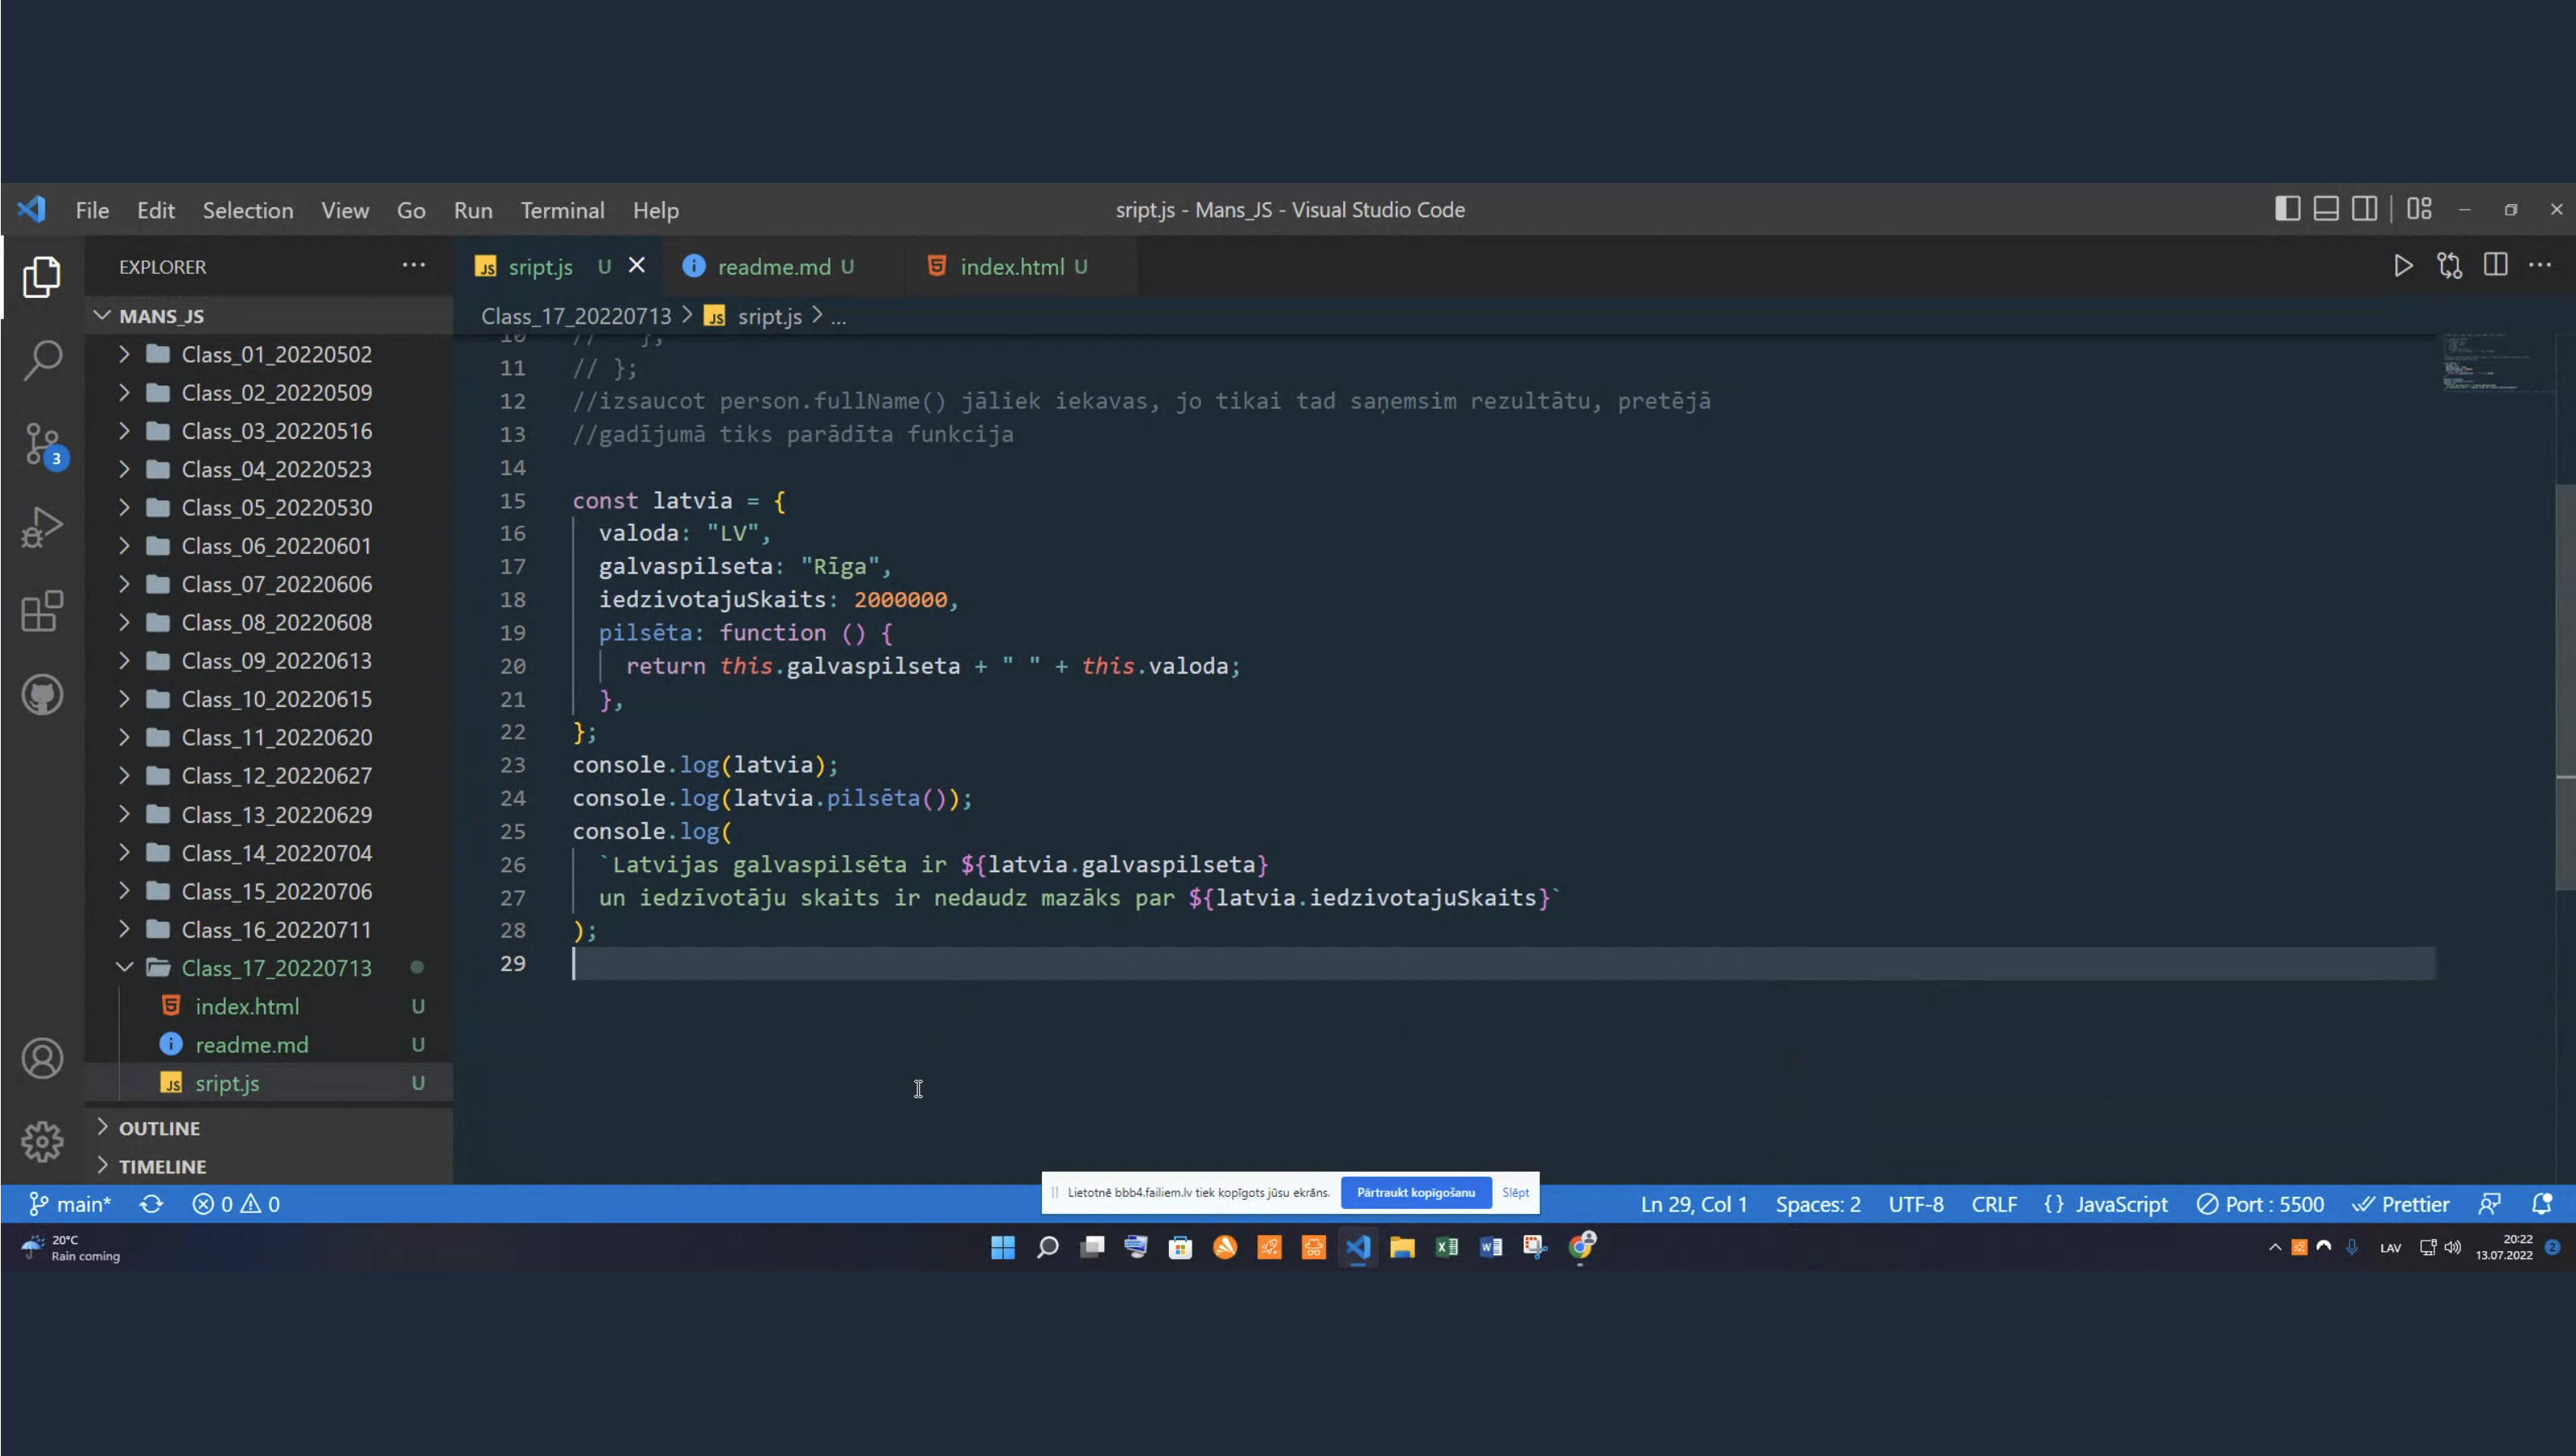 File Edit Selection View Go Run Terminal Help
sript.js - Mans_JS - Visual Studio Code
EXPLORER
sript.js U
readme.md U
index.html U
MANS_JS
Class_17_20220713 > sript.js > ...
Class_01_20220502
Class_02_20220509
Class_03_20220516
Class_04_20220523
Class_05_20220530
Class_06_20220601
Class_07_20220606
Class_08_20220608
Class_09_20220613
Class_10_20220615
Class_11_20220620
Class_12_20220627
Class_13_20220629
Class_14_20220704
Class_15_20220706
Class_16_20220711
Class_17_20220713
index.html U
readme.md U
sript.js U
OUTLINE
TIMELINE
3
10 // };
11 // };
12 //izsaucot person.fullName() jāliek iekavas, jo tikai tad saņemsim rezultātu, pretējā
13 //gadījumā tiks parādīta funkcija
14
15 const latvia = {
16 valoda: "LV",
17 galvaspilseta: "Rīga",
18 iedzivotajuSkaits: 2000000,
19 pilsēta: function () {
20 return this.galvaspilseta + " " + this.valoda;
21 },
22 };
23 console.log(latvia);
24 console.log(latvia.pilsēta());
25 console.log(
26 `Latvijas galvaspilsēta ir ${latvia.galvaspilseta}
27 un iedzīvotāju skaits ir nedaudz mazāks par ${latvia.iedzivotajuSkaits}`
28 );
29
Lietotnē bbb4.failiem.lv tiek kopīgots jūsu ekrāns. Pārtraukt kopīgošanu Slēpt
main* 0 0
Ln 29, Col 1 Spaces: 2 UTF-8 CRLF {} JavaScript Port : 5500 Prettier
20°C
Rain coming
LAV
20:22
13.07.2022
2